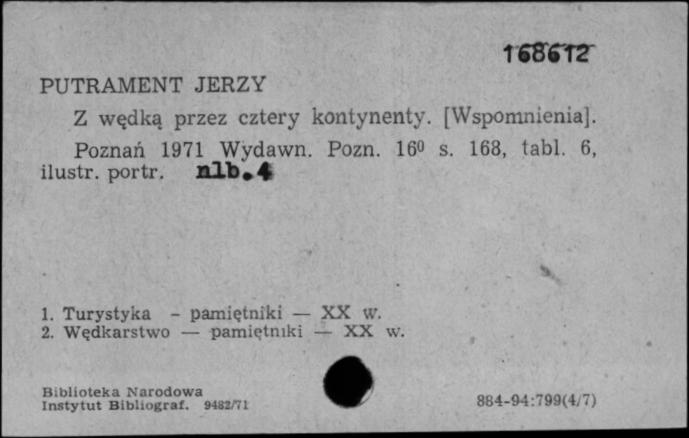 168612
PUTRAMENT JERZY
Z wędką przez cztery kontynenty. [Wspomnienia].
Poznań 1971 Wydawn. Pozn. 16⁰ s. 168, tabl. 6,
ilustr. portr. nlb.4
1. Turystyka – pamiętniki — XX w.
2. Wędkarstwo — pamiętniki — XX w.
Biblioteka Narodowa
Instytut Bibliograf. 9482/71
884-94:799(4/7)